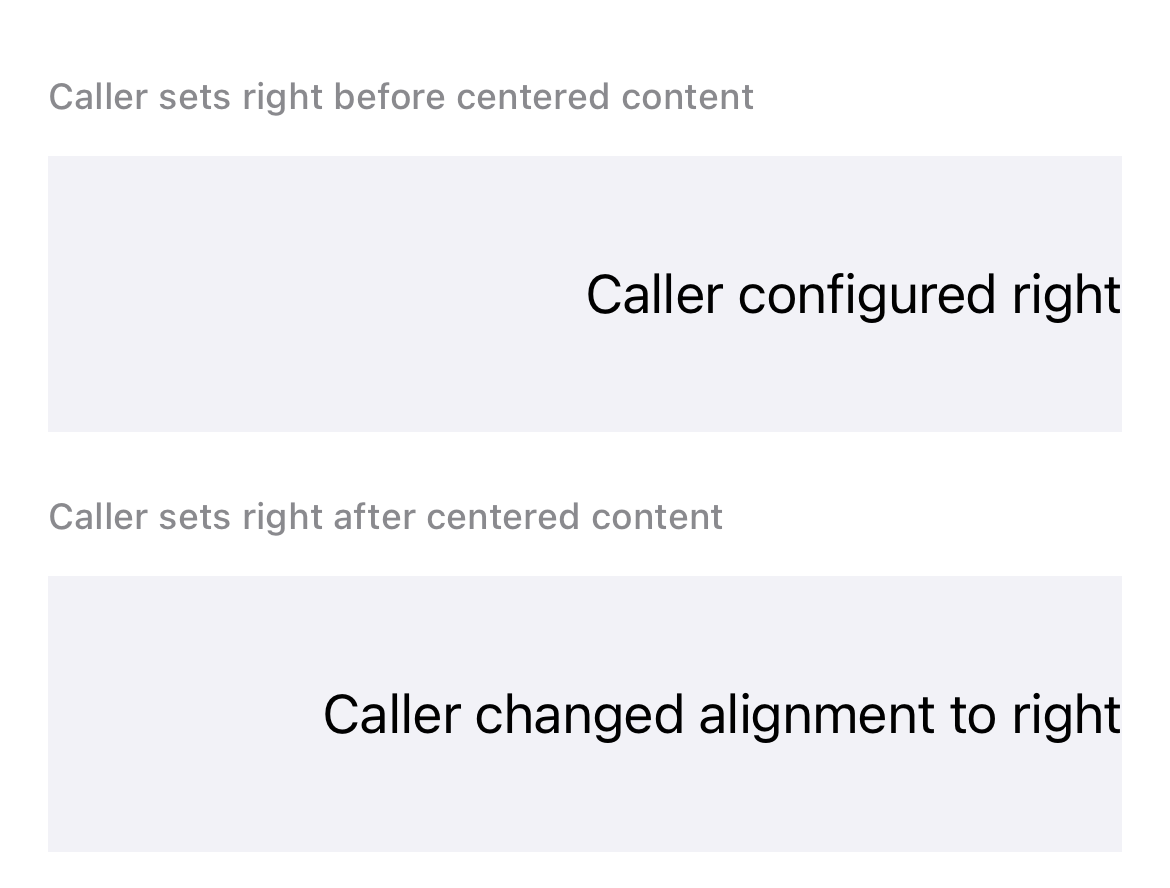 Caller sets right before centered content
Caller configured right
Caller sets right after centered content
Caller changed alignment to right